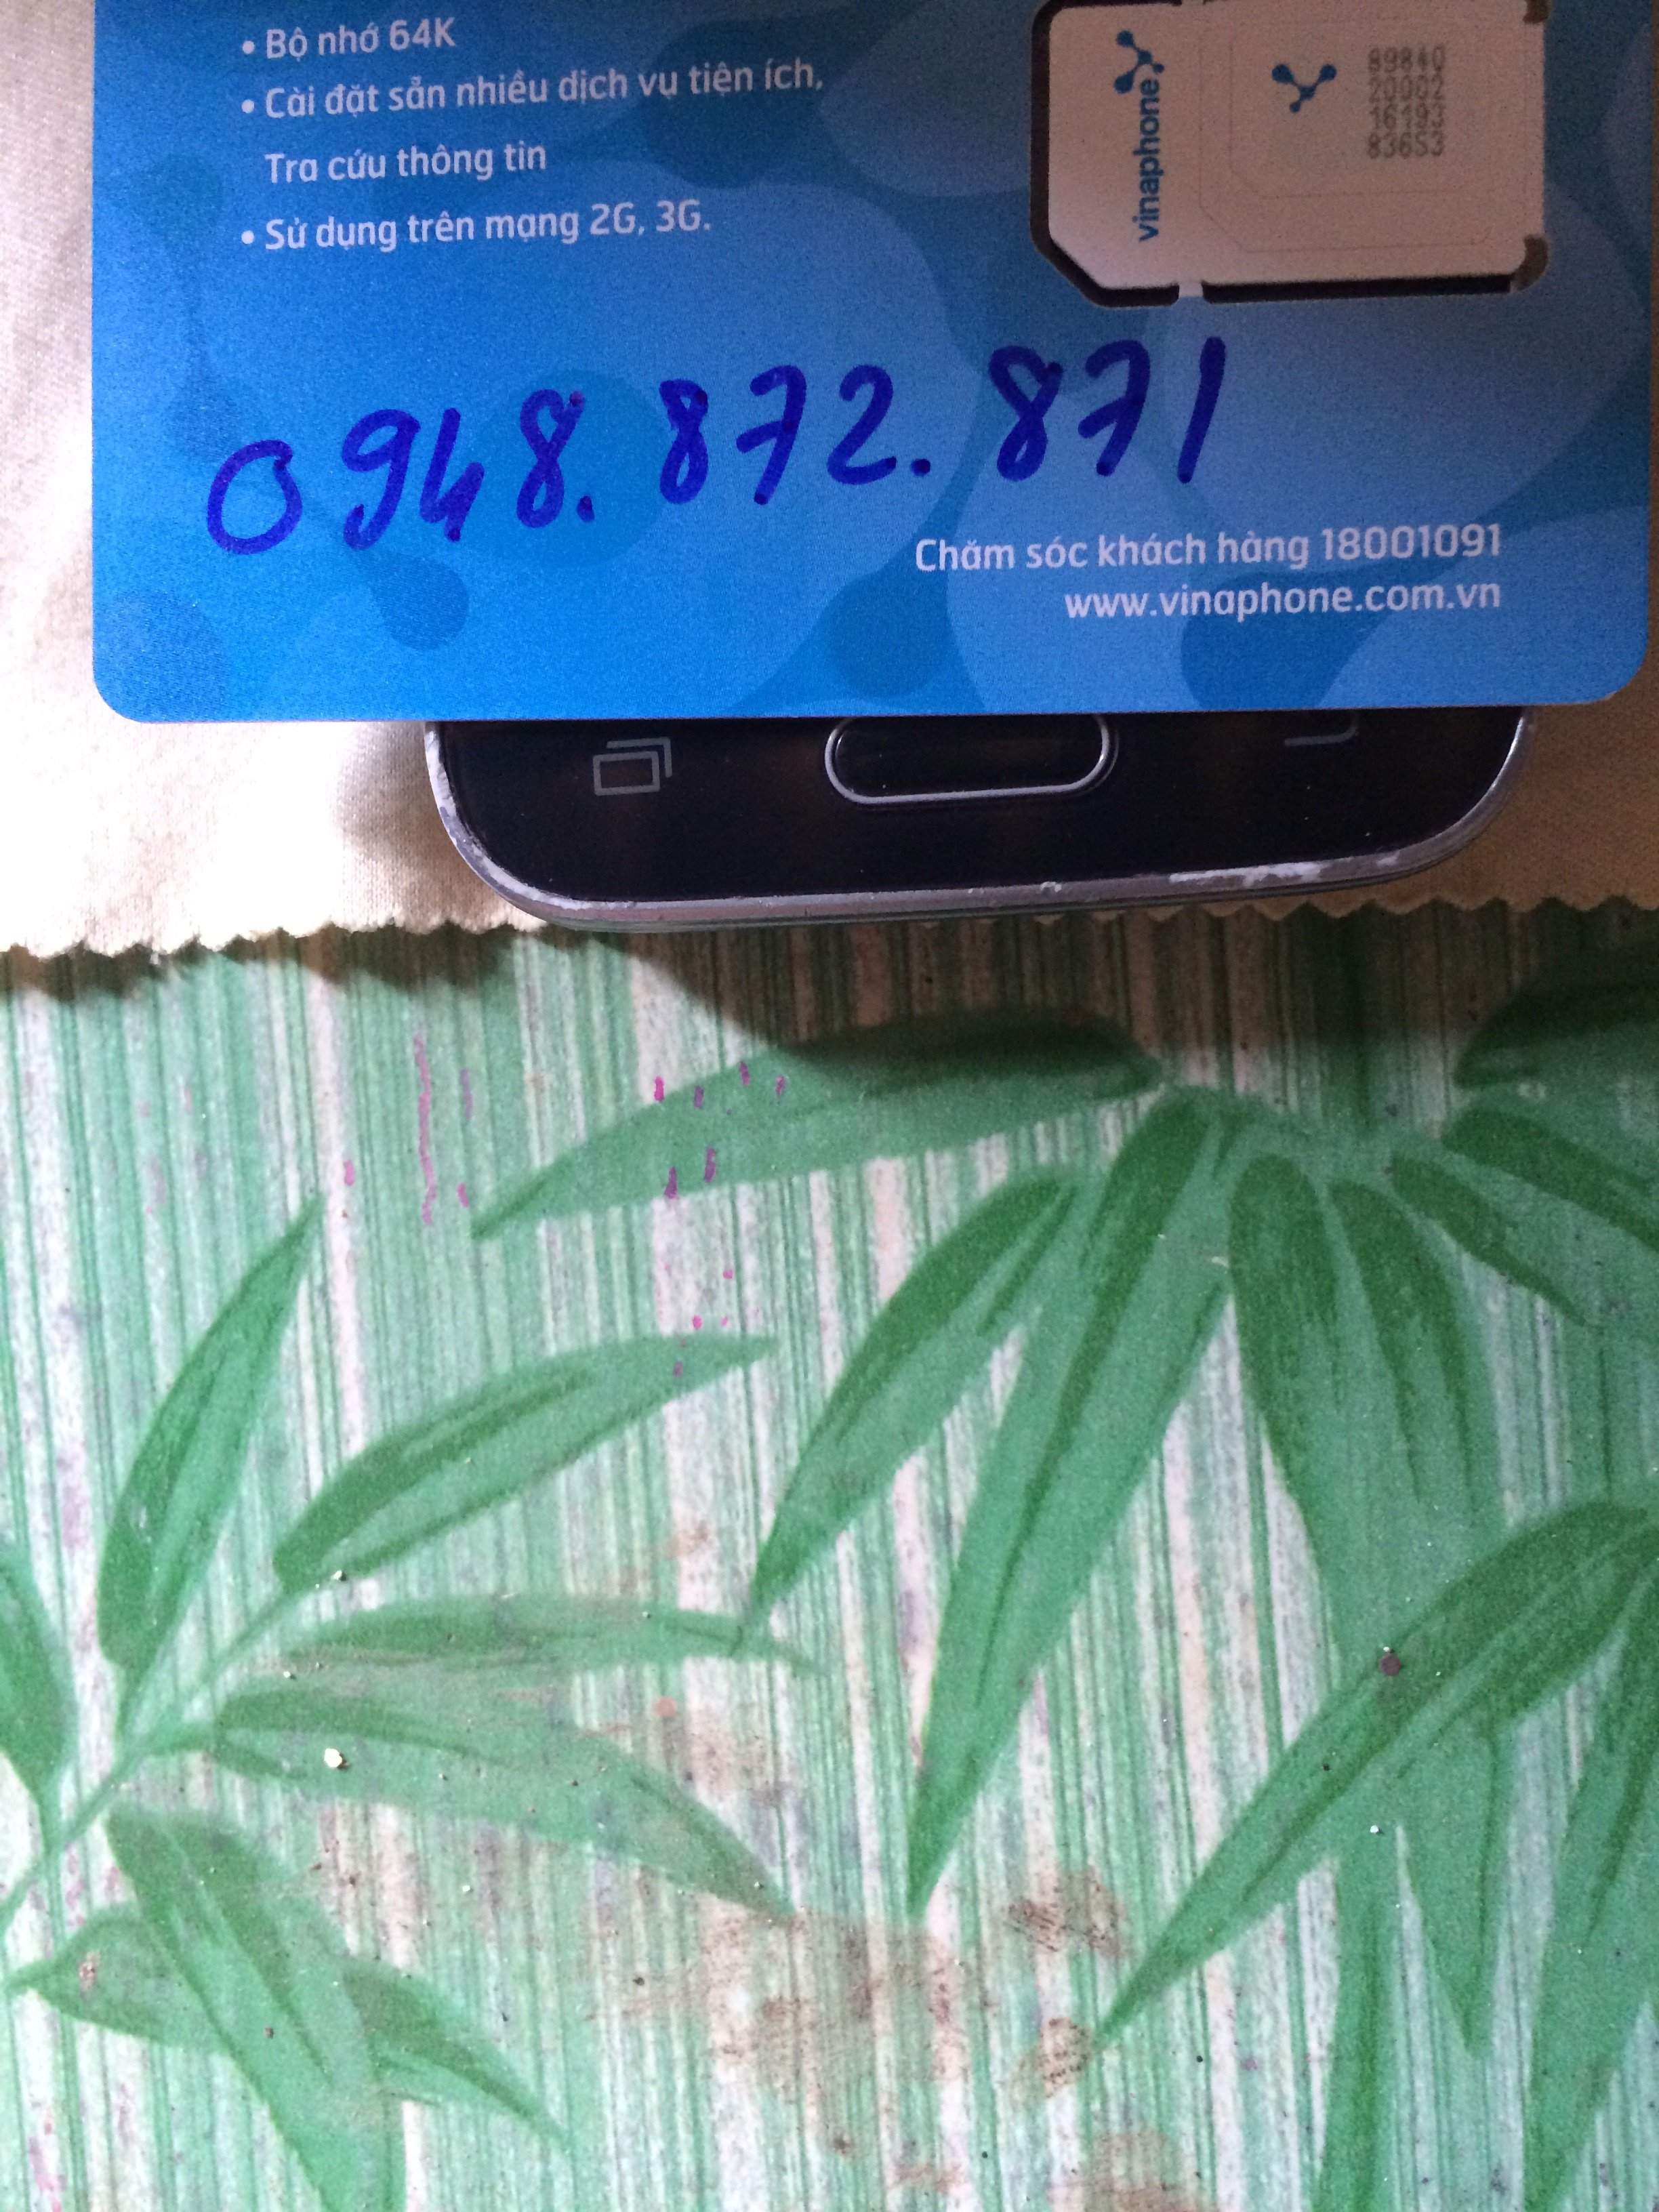 • Bộ nhớ 64K
• Cài đặt sẵn nhiều dịch vụ tiện ích,
Tra cứu thông tin
• Sử dụng trên mạng 2G, 3G.
vinaphone
89840
20002
16193
83653
0948.872.871
Chăm sóc khách hàng 18001091
www.vinaphone.com.vn